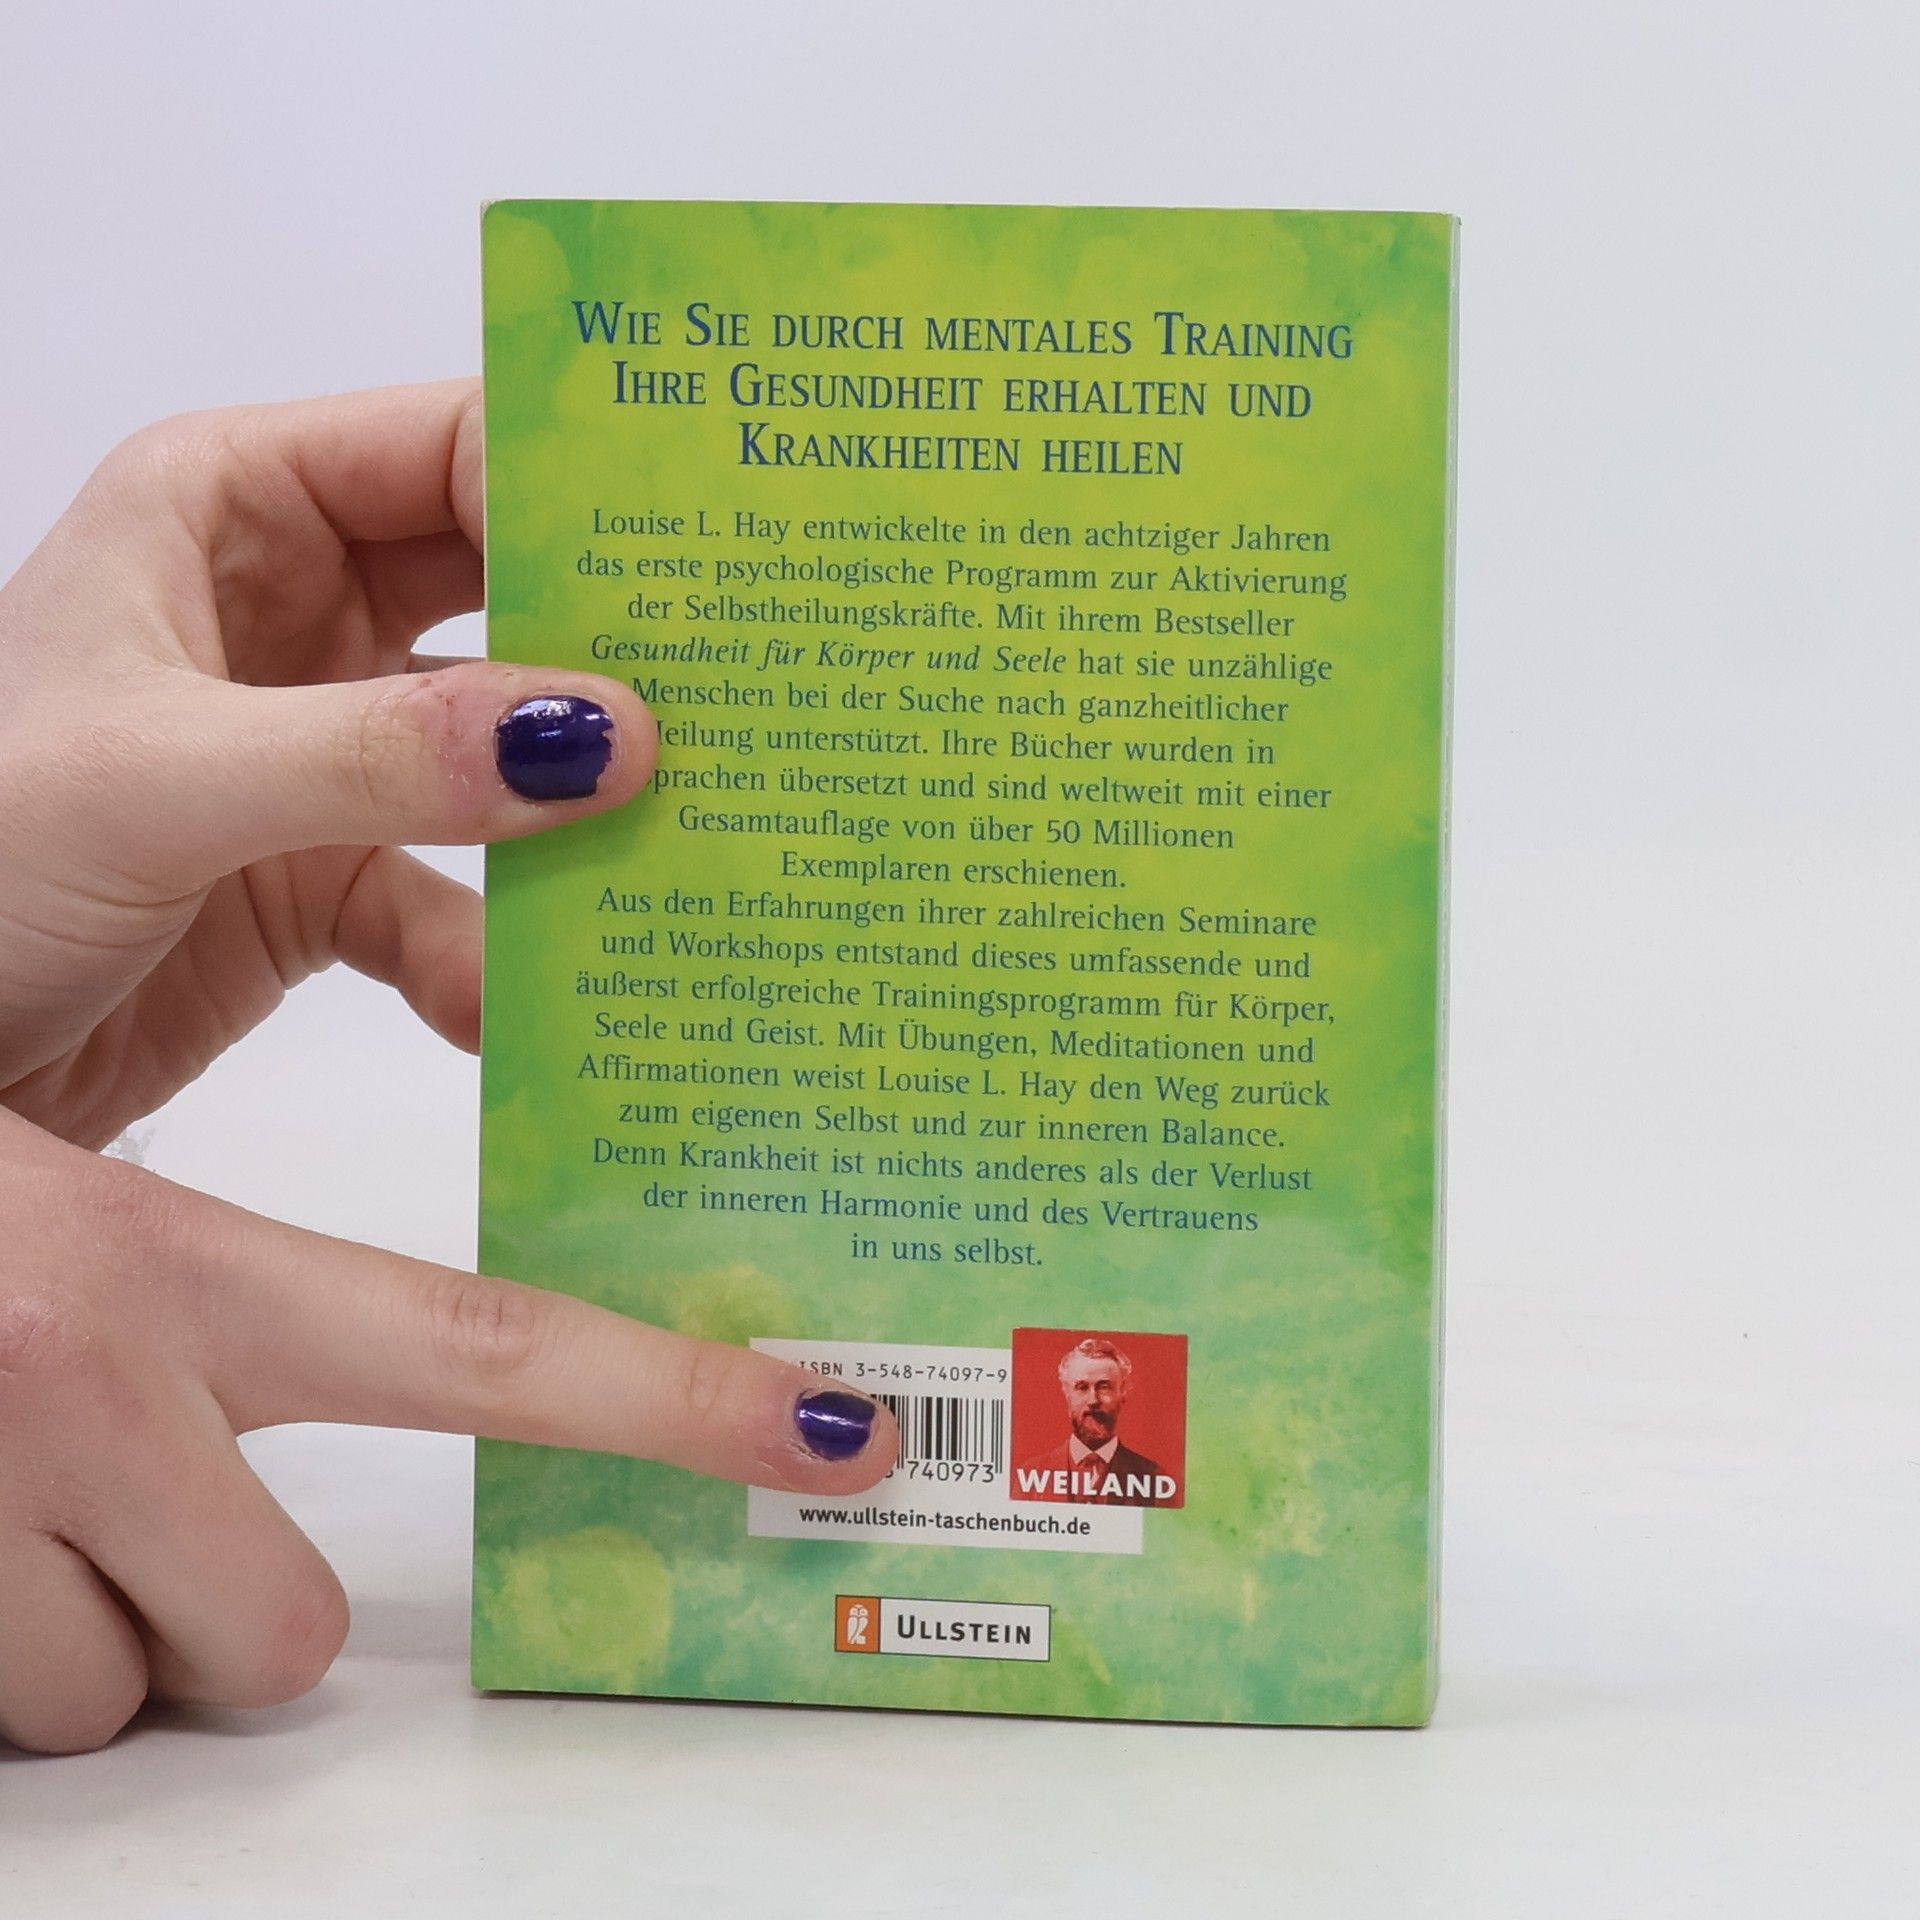 Wie Sie durch mentales Training
Ihre Gesundheit erhalten und
Krankheiten heilen
Louise L. Hay entwickelte in den achtziger Jahren
das erste psychologische Programm zur Aktivierung
der Selbstheilungskräfte. Mit ihrem Bestseller
Gesundheit für Körper und Seele hat sie unzählige
Menschen bei der Suche nach ganzheitlicher
eilung unterstützt. Ihre Bücher wurden in
prachen übersetzt und sind weltweit mit einer
Gesamtauflage von über 50 Millionen
Exemplaren erschienen.
Aus den Erfahrungen ihrer zahlreichen Seminare
und Workshops entstand dieses umfassende und
äußerst erfolgreiche Trainingsprogramm für Körper,
Seele und Geist. Mit Übungen, Meditationen und
Affirmationen weist Louise L. Hay den Weg zurück
zum eigenen Selbst und zur inneren Balance.
Denn Krankheit ist nichts anderes als der Verlust
der inneren Harmonie und des Vertrauens
in uns selbst.
ISBN 3-548-74097-9
740973
WEILAND
www.ullstein-taschenbuch.de
Ullstein